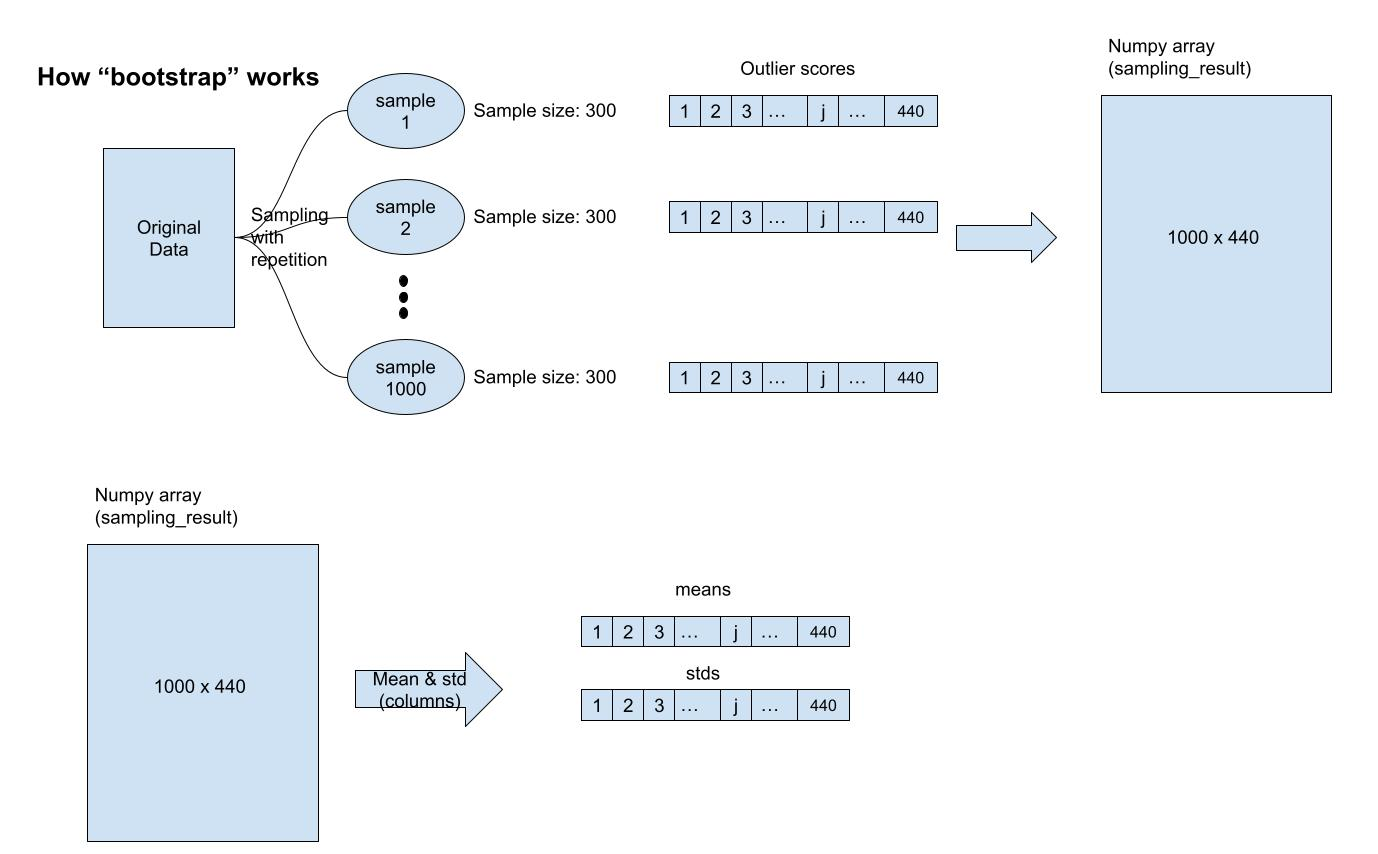 How “bootstrap” works
Original
Data
Sampling
with
repetition
sample
1
Sample size: 300
sample
2
Sample size: 300
sample
1000
Sample size: 300
Outlier scores
1 2 3 … j … 440
1 2 3 … j … 440
1 2 3 … j … 440
Numpy array
(sampling_result)
1000 x 440
Numpy array
(sampling_result)
1000 x 440
Mean & std
(columns)
means
1 2 3 … j … 440
stds
1 2 3 … j … 440